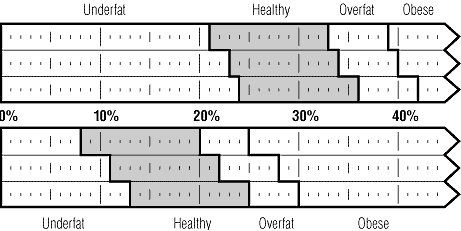 Underfat Healthy Overfat Obese
0% 10% 20% 30% 40%
Underfat Healthy Overfat Obese